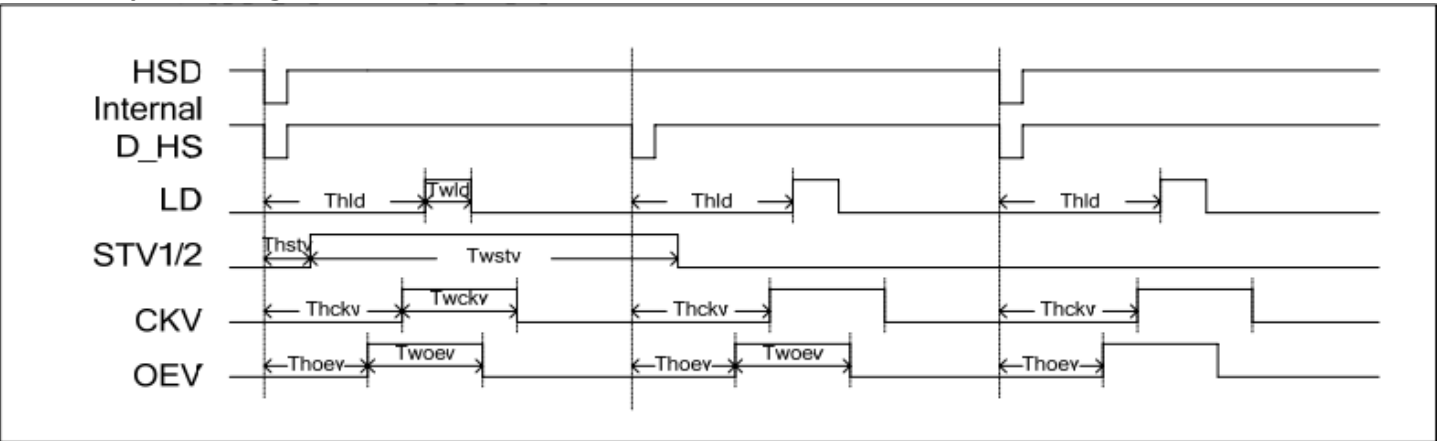 HSD
Internal
D_HS
LD
Thld
Twld
Thld
Thld
STV1/2
Thstv
Twstv
CKV
Thckv
Twckv
Thckv
Thckv
OEV
Thoev
Twoev
Thoev
Twoev
Thoev